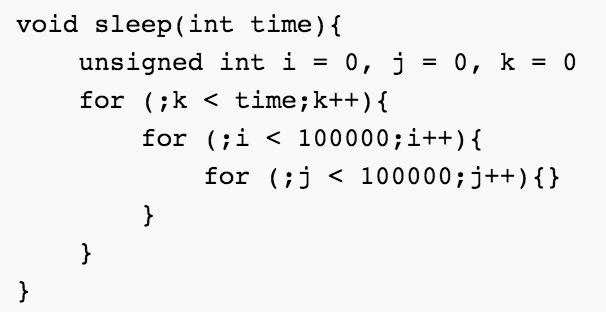 void sleep(int time){
    unsigned int i = 0, j = 0, k = 0
    for (;k < time;k++){
        for (;i < 100000;i++){
            for (;j < 100000;j++){}
        }
    }
}